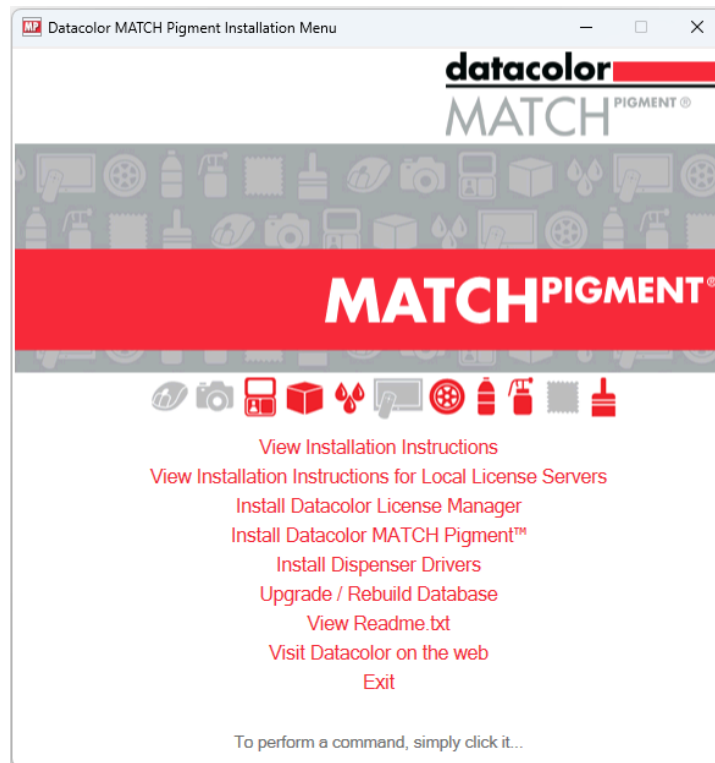 MP Datacolor MATCH Pigment Installation Menu
datacolor
MATCH PIGMENT ®
MATCHPIGMENT®
View Installation Instructions
View Installation Instructions for Local License Servers
Install Datacolor License Manager
Install Datacolor MATCH Pigment™
Install Dispenser Drivers
Upgrade / Rebuild Database
View Readme.txt
Visit Datacolor on the web
Exit
To perform a command, simply click it...